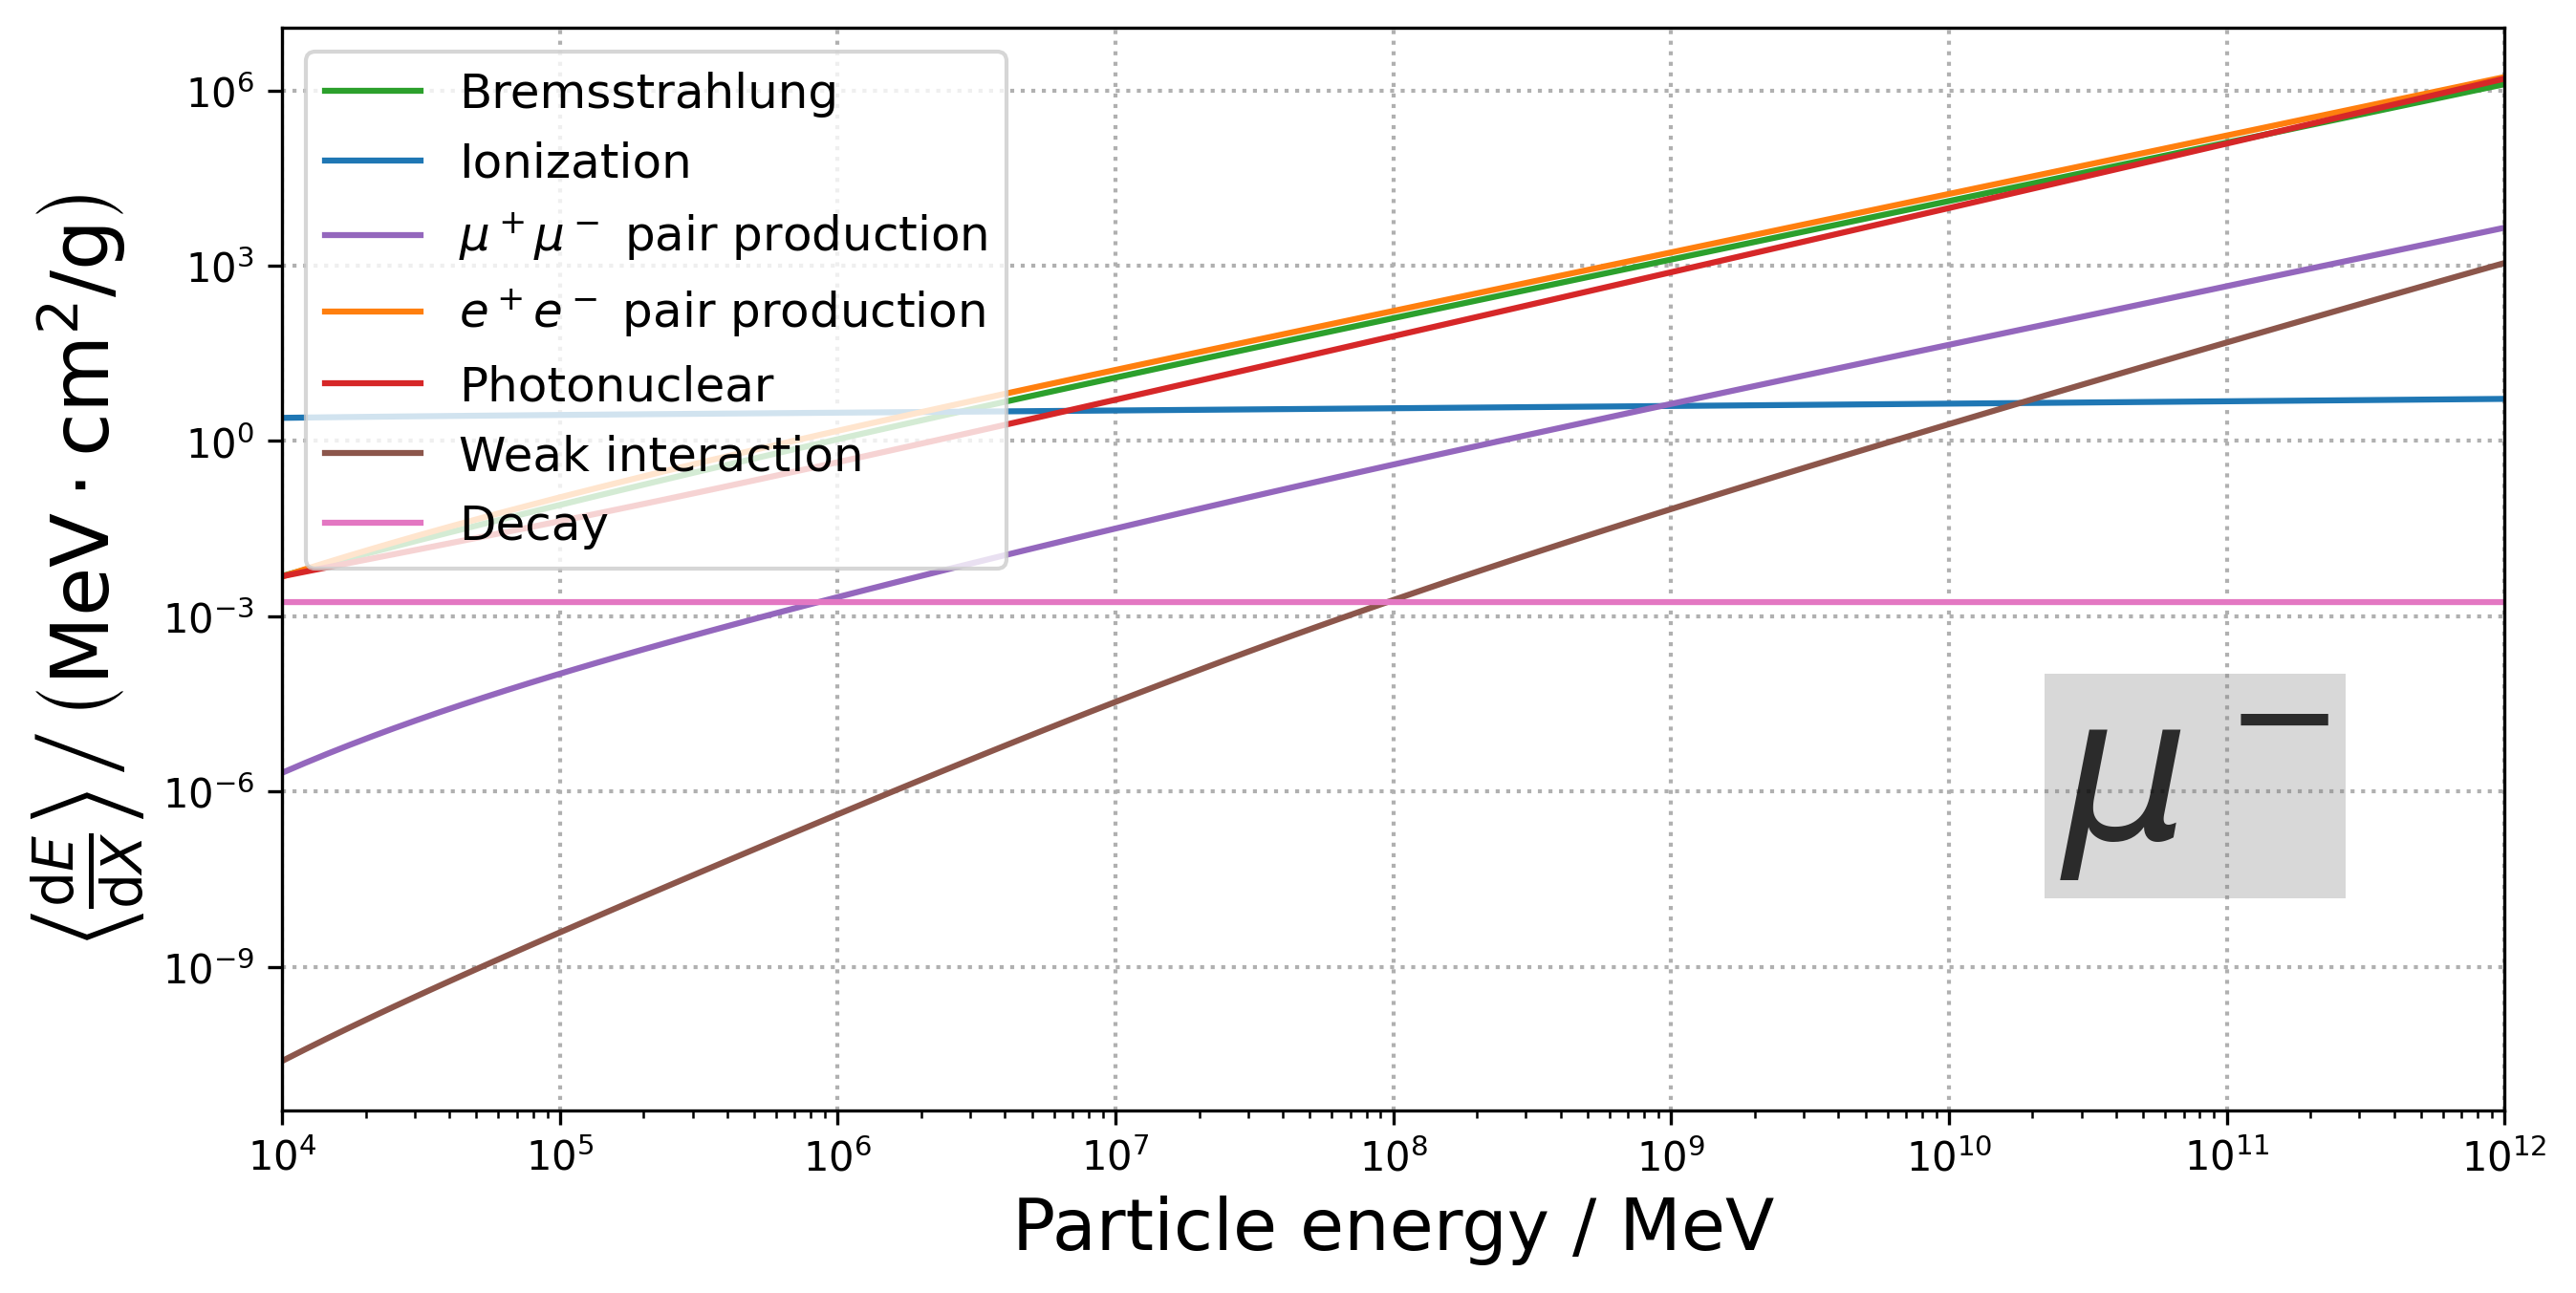 Bremsstrahlung
Ionization
μ⁺μ⁻ pair production
e⁺e⁻ pair production
Photonuclear
Weak interaction
Decay
10⁶
10³
10⁰
10⁻³
10⁻⁶
10⁻⁹
⟨dE/dX⟩ / (MeV · cm²/g)
μ⁻
10⁴ 10⁵ 10⁶ 10⁷ 10⁸ 10⁹ 10¹⁰ 10¹¹ 10¹²
Particle energy / MeV